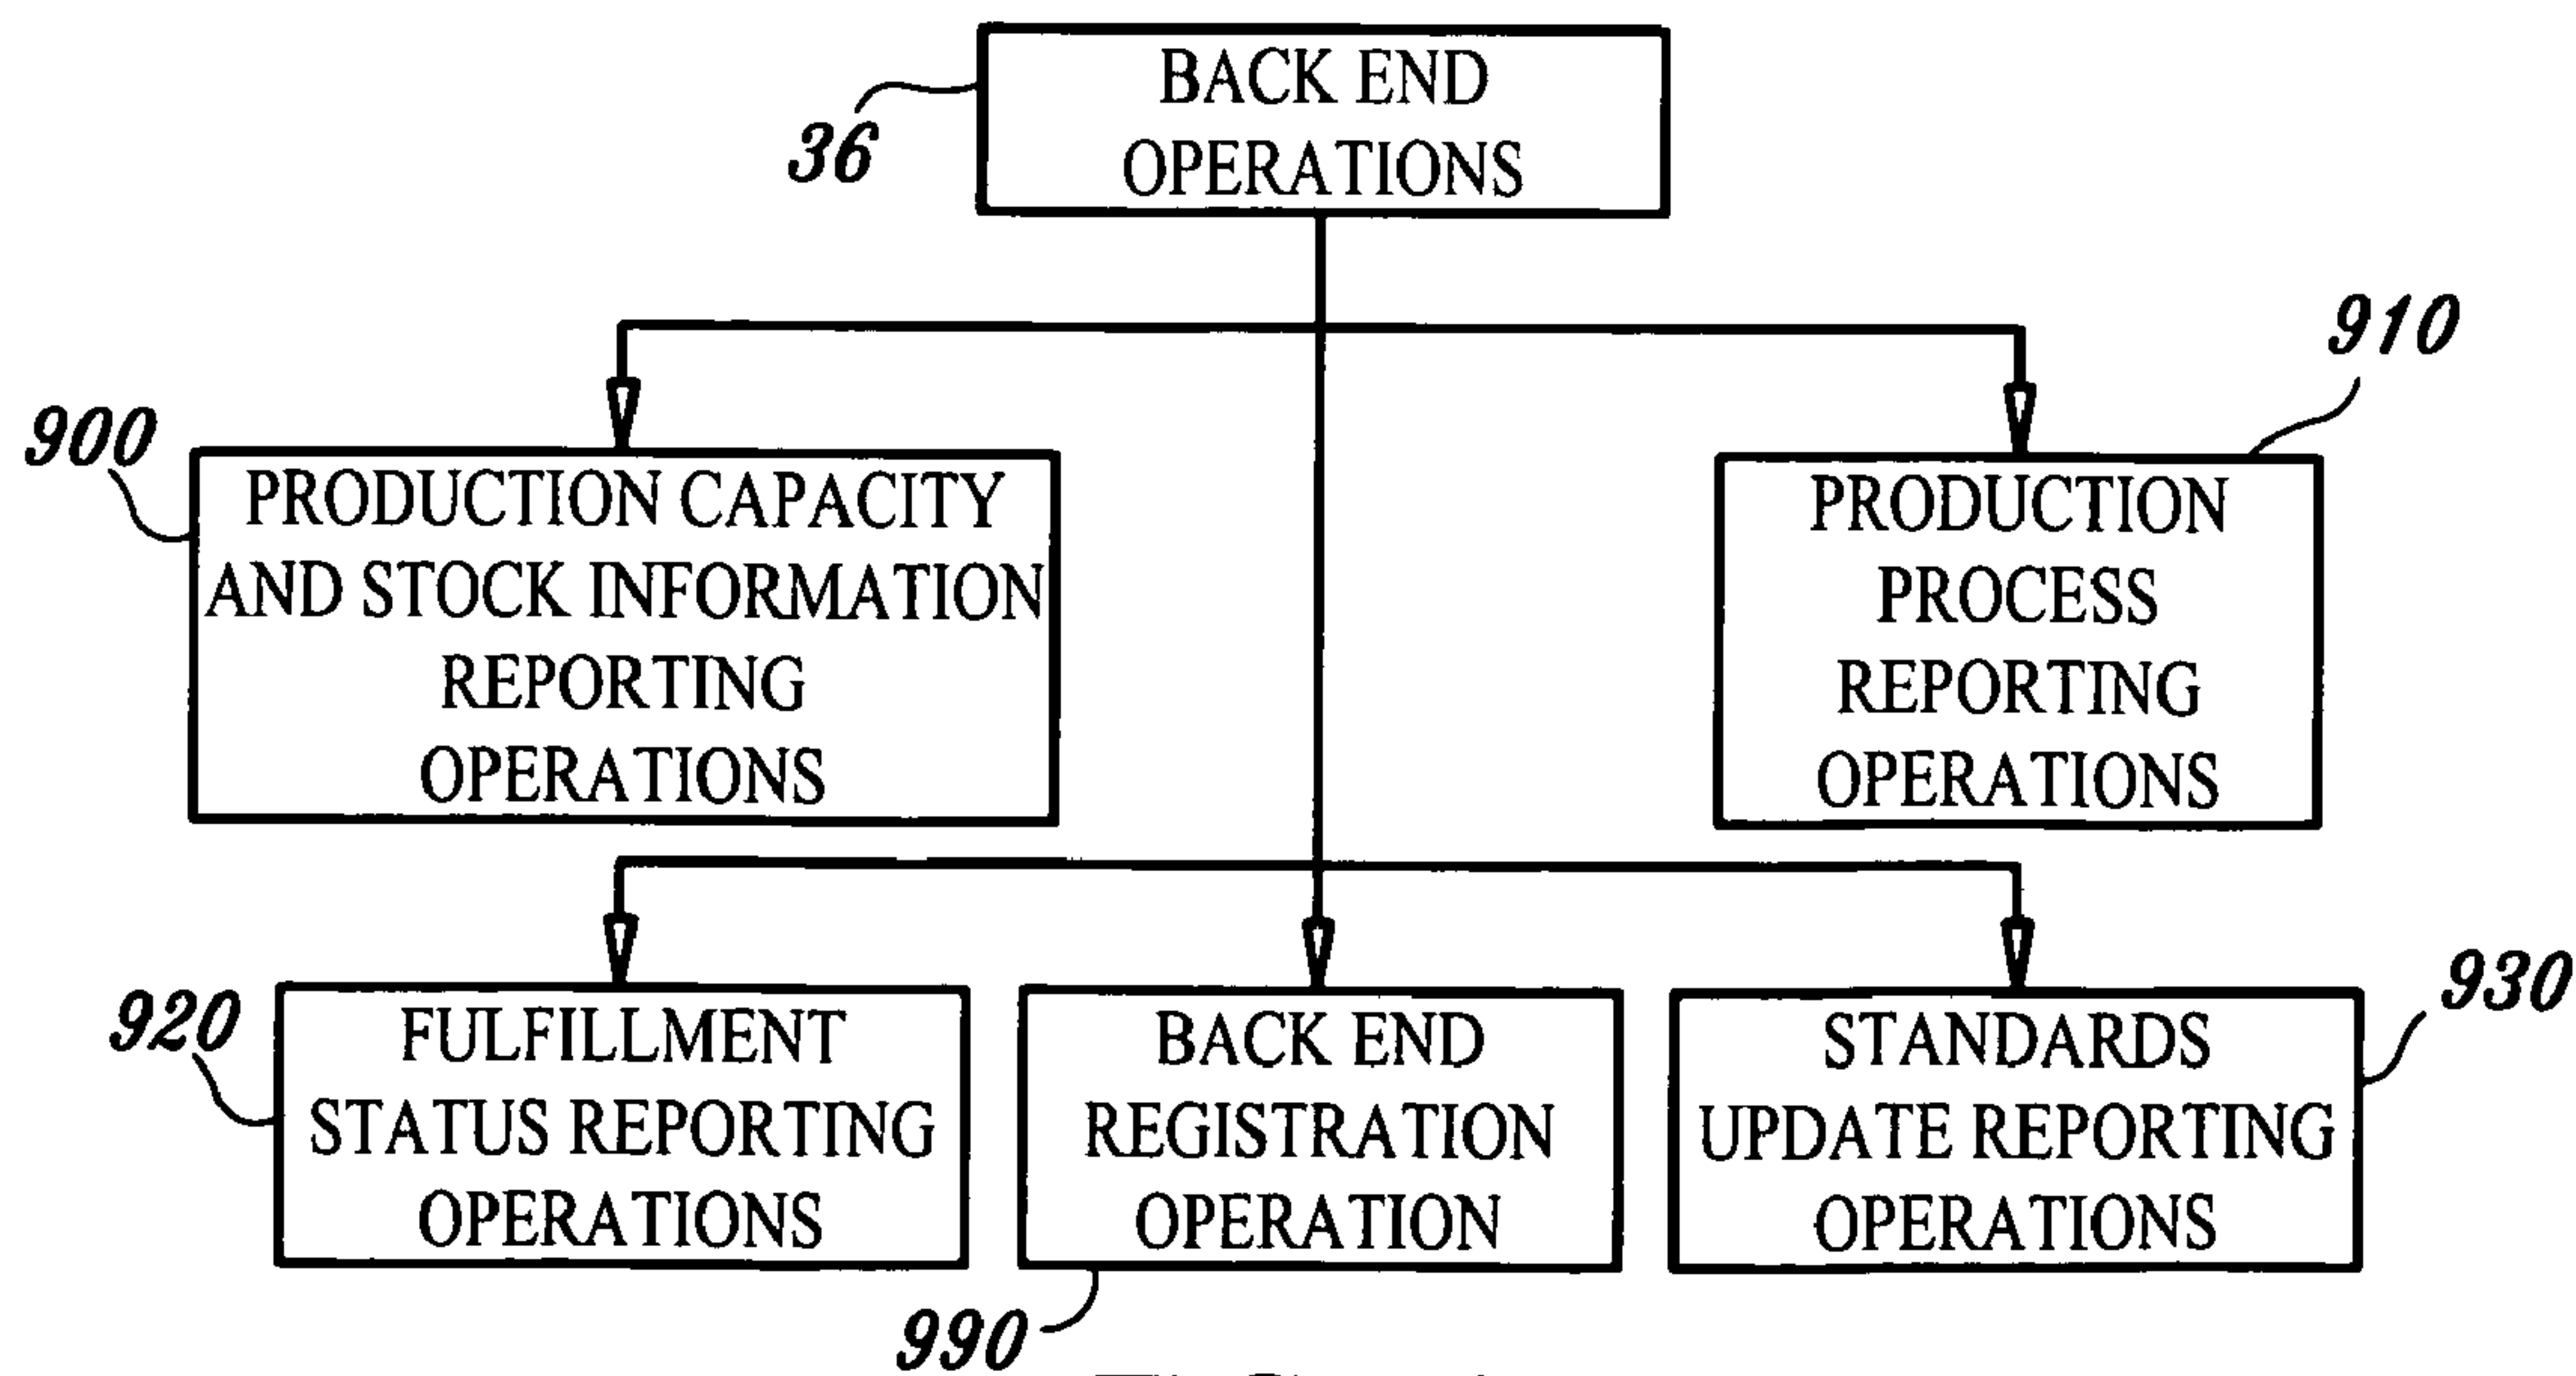 BACK END
OPERATIONS
36
910
900
PRODUCTION CAPACITY
AND STOCK INFORMATION
REPORTING
OPERATIONS
PRODUCTION
PROCESS
REPORTING
OPERATIONS
920
FULFILLMENT
STATUS REPORTING
OPERATIONS
BACK END
REGISTRATION
OPERATION
STANDARDS
UPDATE REPORTING
OPERATIONS
930
990